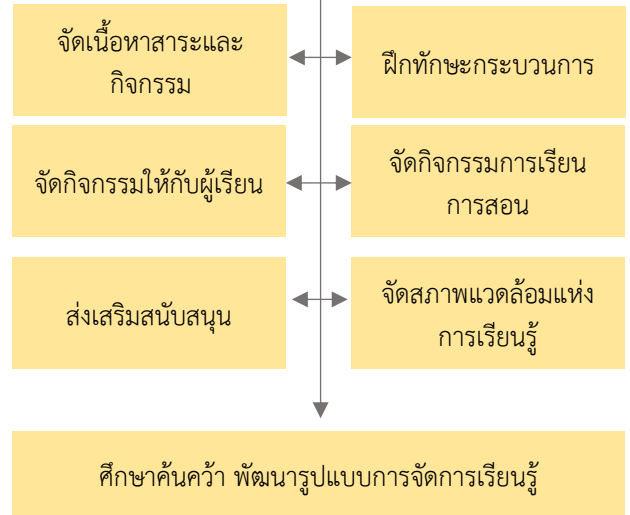 จัดเนื้อหาสาระและ
กิจกรรม
ฝึกทักษะกระบวนการ
จัดกิจกรรมให้กับผู้เรียน
จัดกิจกรรมการเรียน
การสอน
ส่งเสริมสนับสนุน
จัดสภาพแวดล้อมแห่ง
การเรียนรู้
ศึกษาค้นคว้า พัฒนารูปแบบการจัดการเรียนรู้